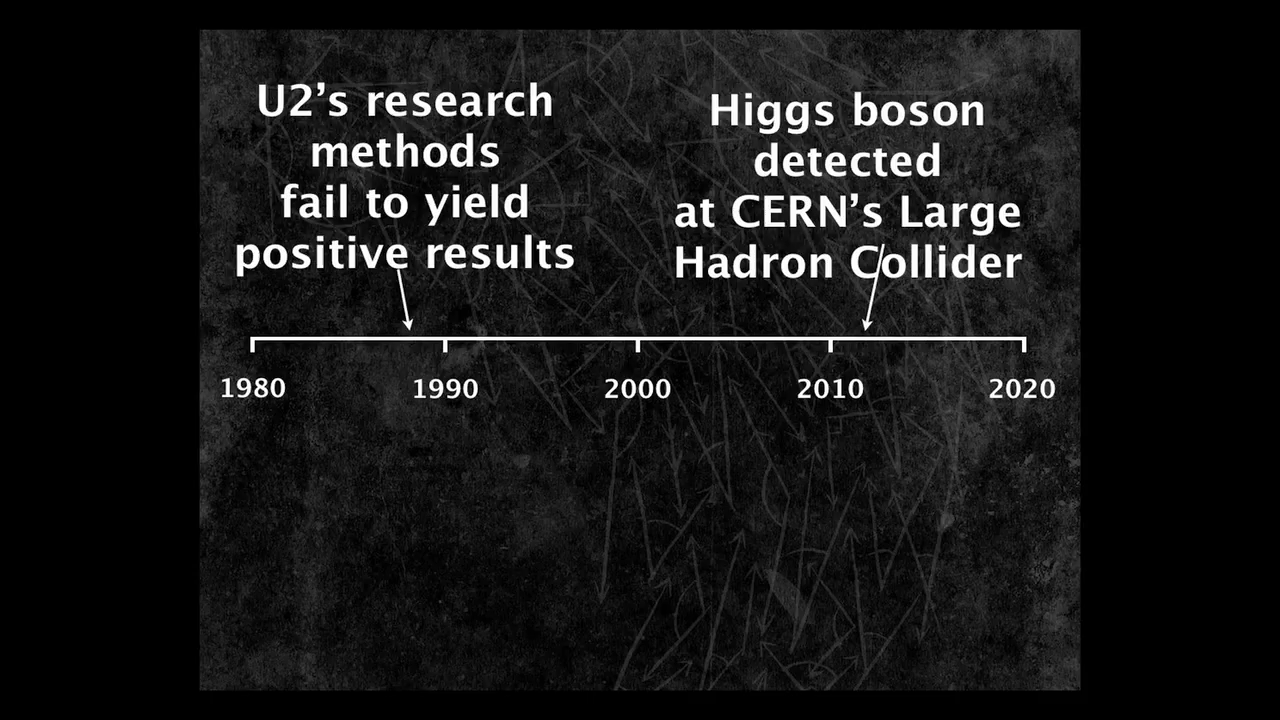 U2’s research
methods
fail to yield
positive results
Higgs boson
detected
at CERN’s Large
Hadron Collider
1980
1990
2000
2010
2020